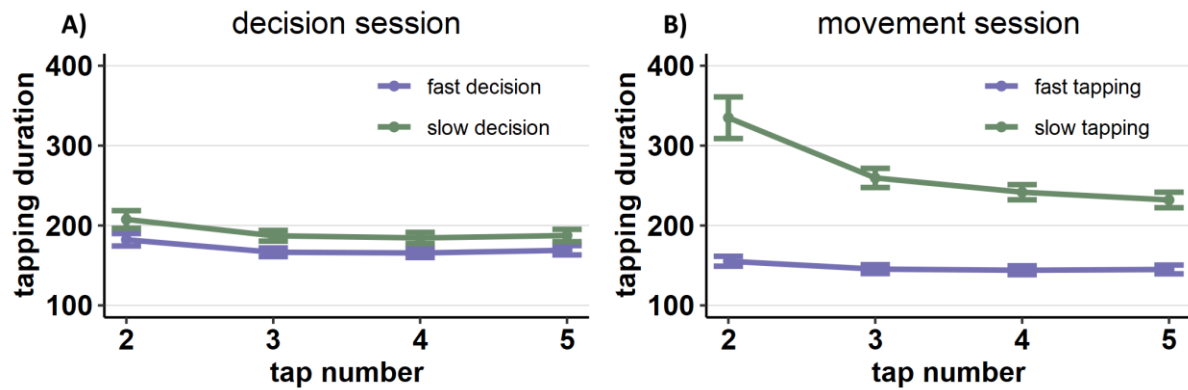 A) decision session
tapping duration
400
300
200
100
fast decision
slow decision
2 3 4 5
tap number
B) movement session
tapping duration
400
300
200
100
fast tapping
slow tapping
2 3 4 5
tap number